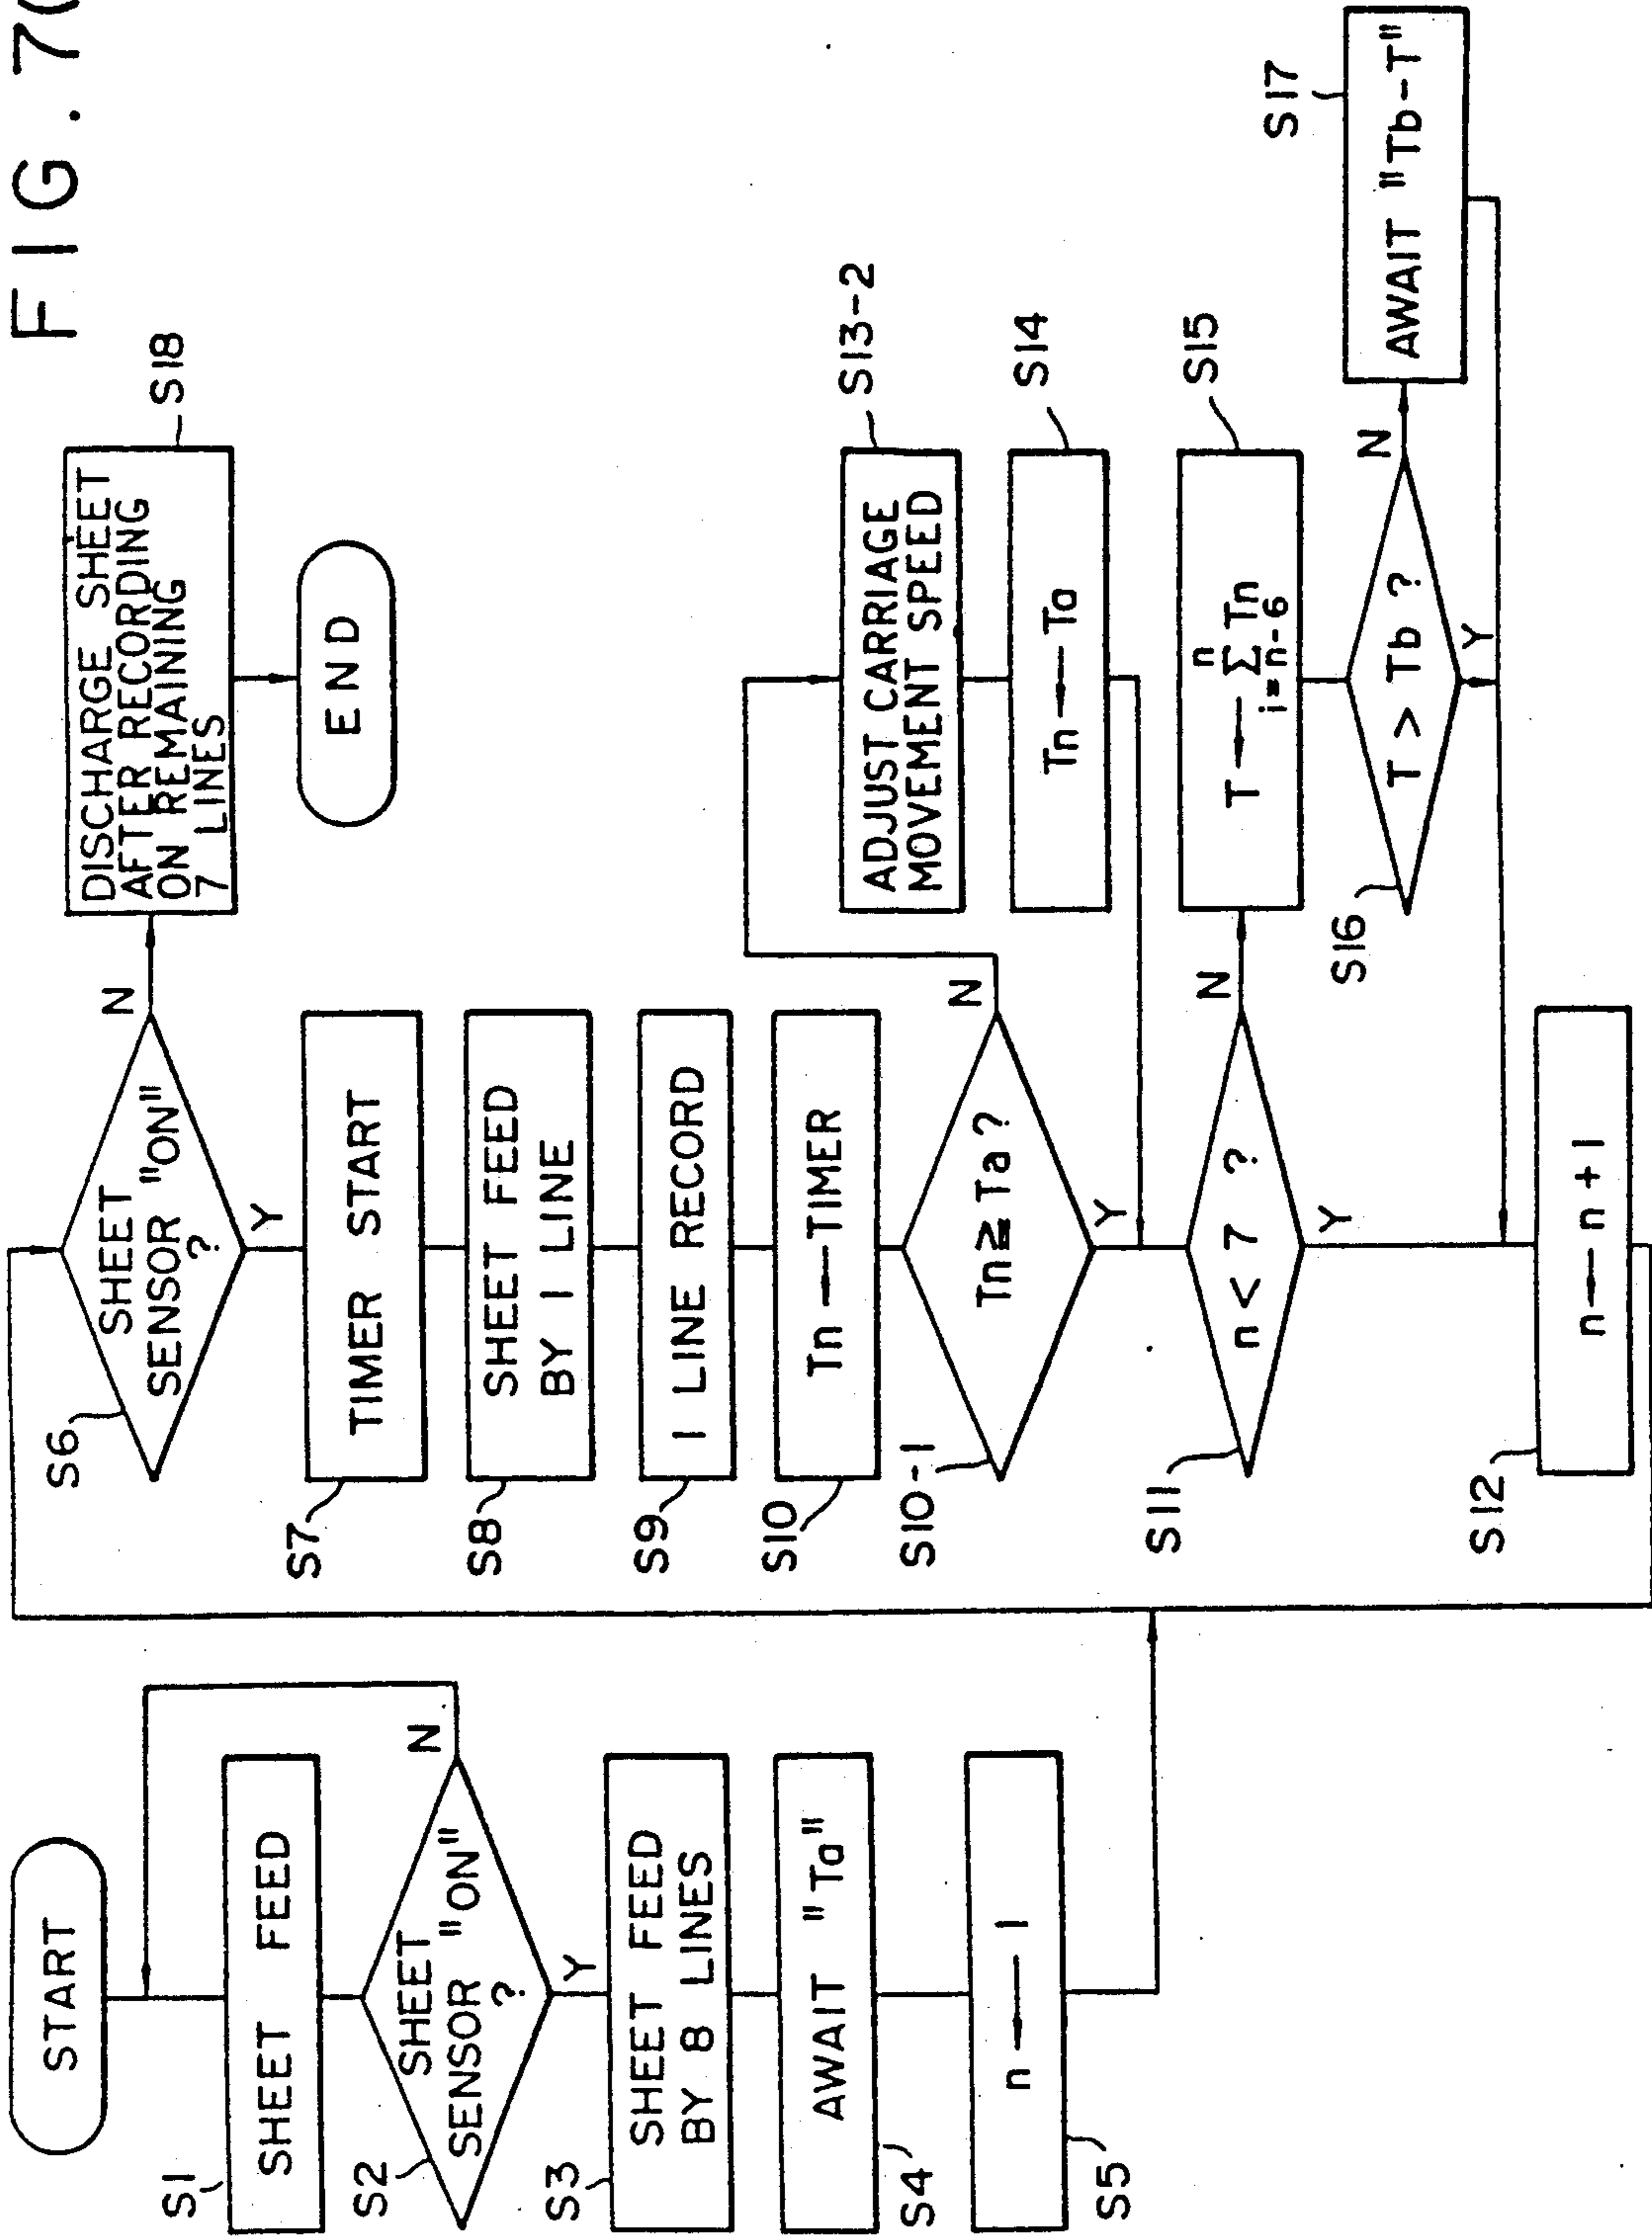 FIG. 7(
START
S1
SHEET FEED
S2
SHEET
SENSOR "ON"
?
N
Y
S3
SHEET FEED
BY 8 LINES
S4
AWAIT "Ta"
S5
n ← 1
S6
SHEET
SENSOR "ON"
?
N
Y
S18
DISCHARGE SHEET
AFTER RECORDING
ON REMAINING
7 LINES
END
S7
TIMER START
S8
SHEET FEED
BY 1 LINE
S9
1 LINE RECORD
S10
Tn ← TIMER
S10-1
Tn ≧ Ta ?
N
Y
S13-2
ADJUST CARRIAGE
MOVEMENT SPEED
S14
Tn ← Ta
S11
n < 7 ?
N
Y
S15
T ← Σ Tn
n
i=n-6
S16
T > Tb ?
N
Y
S17
AWAIT "Tb-T"
S12
n ← n + 1